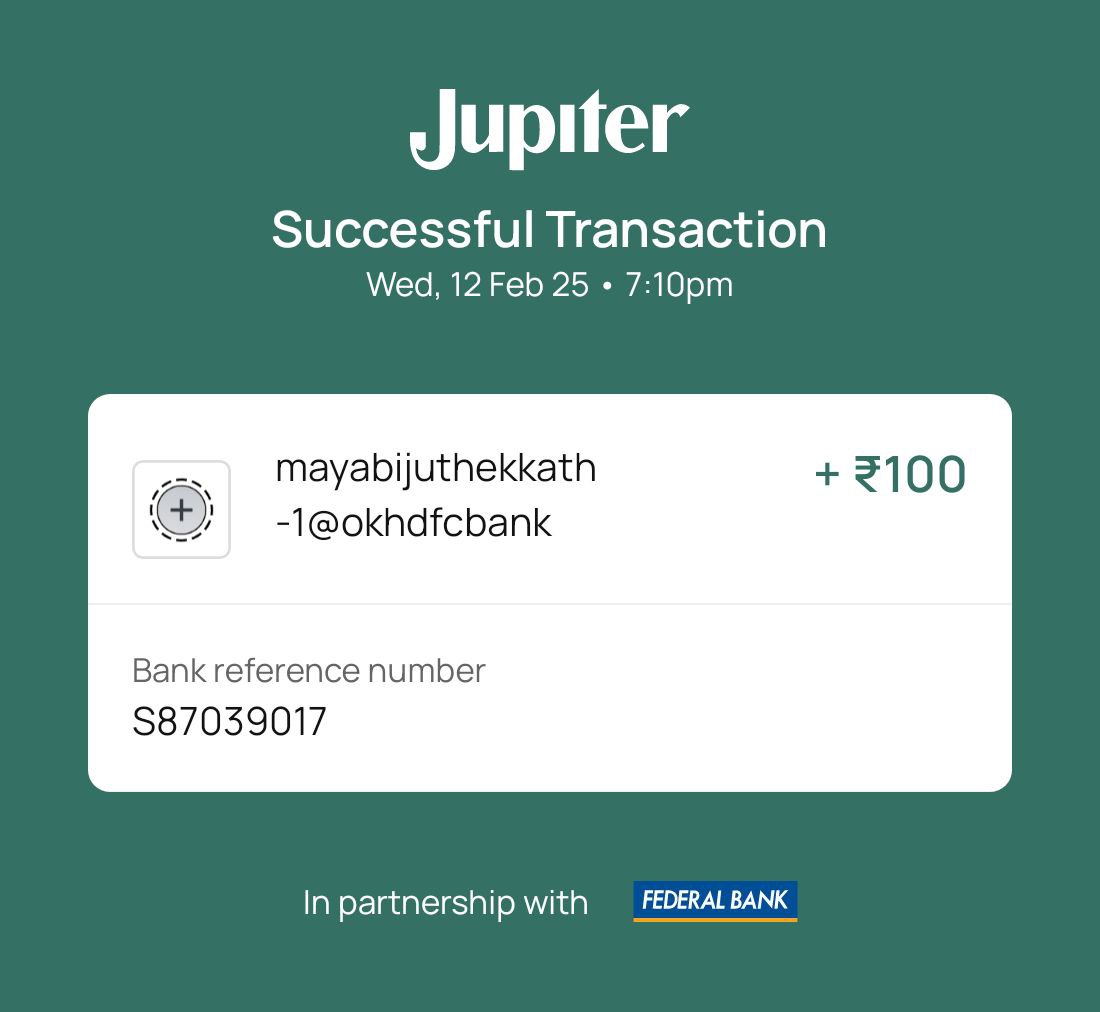 Jupiter
Successful Transaction
Wed, 12 Feb 25 • 7:10pm
mayabijuthekkath
-1@okhdfcbank
+ ₹100
Bank reference number
S87039017
In partnership with FEDERAL BANK